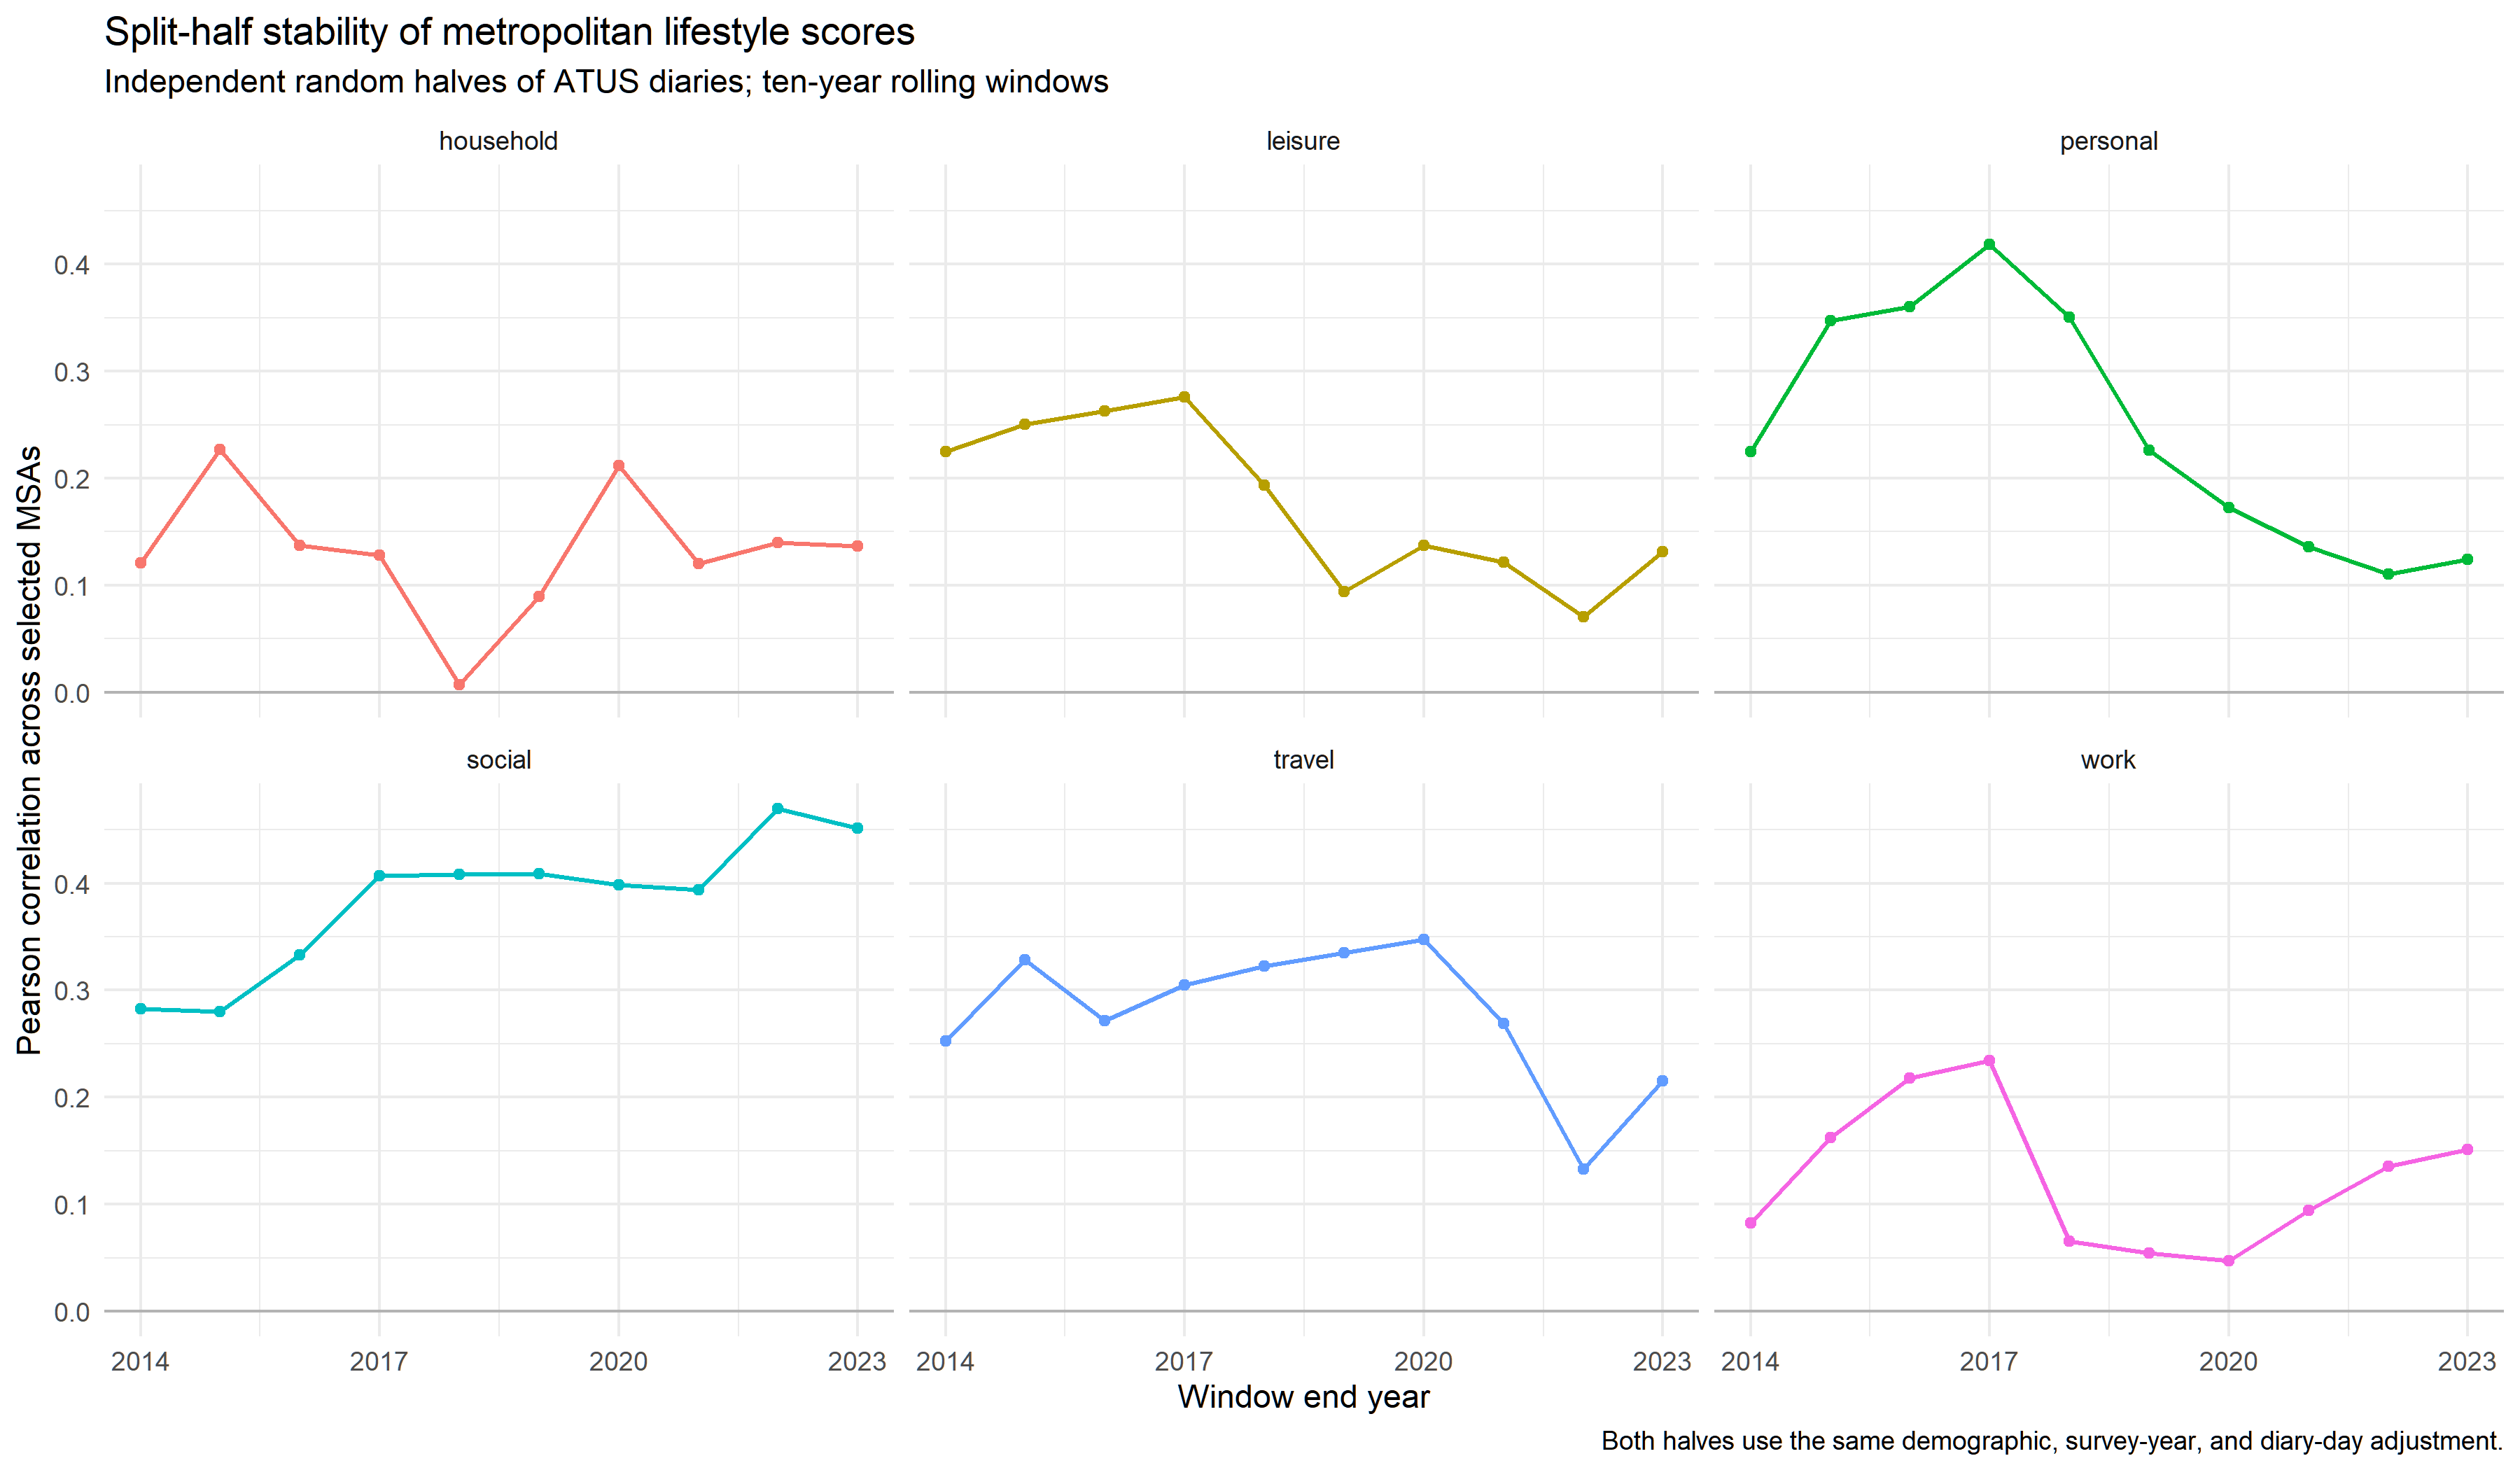 Split-half stability of metropolitan lifestyle scores
Independent random halves of ATUS diaries; ten-year rolling windows
household
leisure
personal
0.4
0.3
0.2
0.1
0.0
Pearson correlation across selected MSAs
social
travel
work
0.4
0.3
0.2
0.1
0.0
2014 2017 2020 2023 2014 2017 2020 2023 2014 2017 2020 2023
Window end year
Both halves use the same demographic, survey-year, and diary-day adjustment.